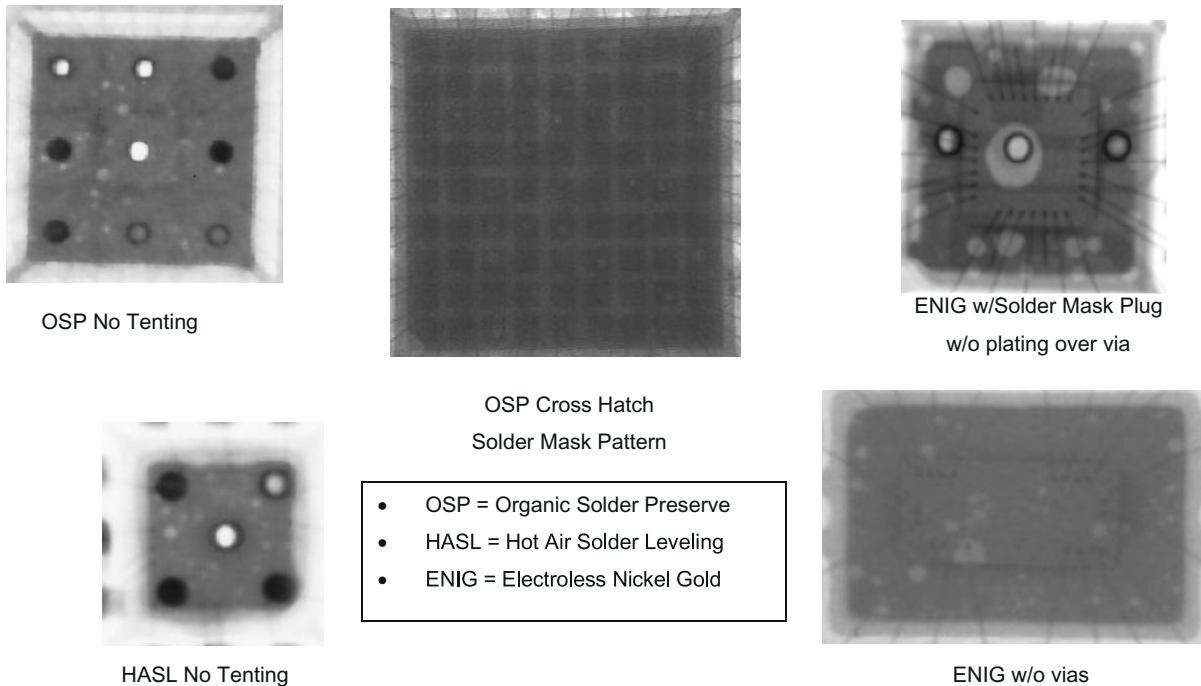 OSP No Tenting
OSP Cross Hatch
Solder Mask Pattern
ENIG w/Solder Mask Plug
w/o plating over via
HASL No Tenting
• OSP = Organic Solder Preserve
• HASL = Hot Air Solder Leveling
• ENIG = Electroless Nickel Gold
ENIG w/o vias